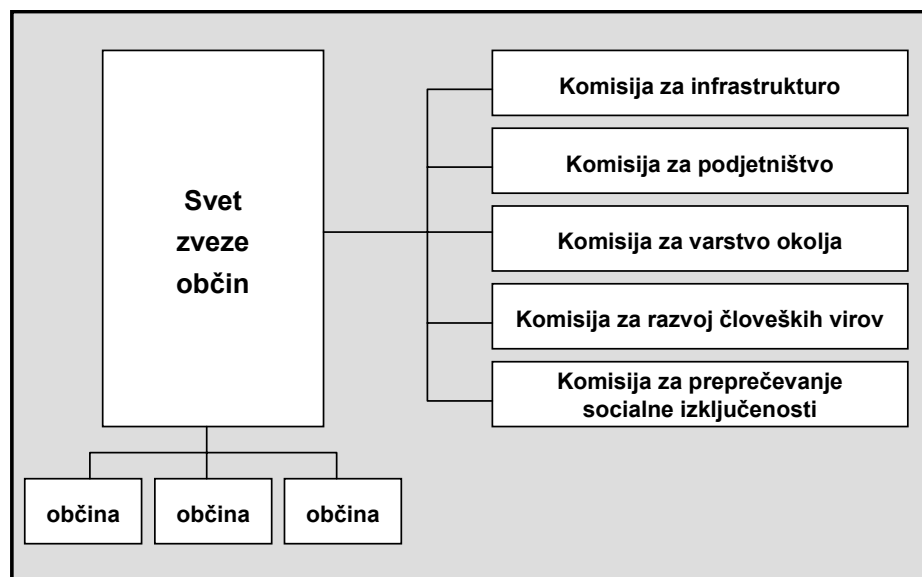 Svet
zveze
občin
Komisija za infrastrukturo
Komisija za podjetništvo
Komisija za varstvo okolja
Komisija za razvoj človeških virov
Komisija za preprečevanje
socialne izključenosti
občina
občina
občina